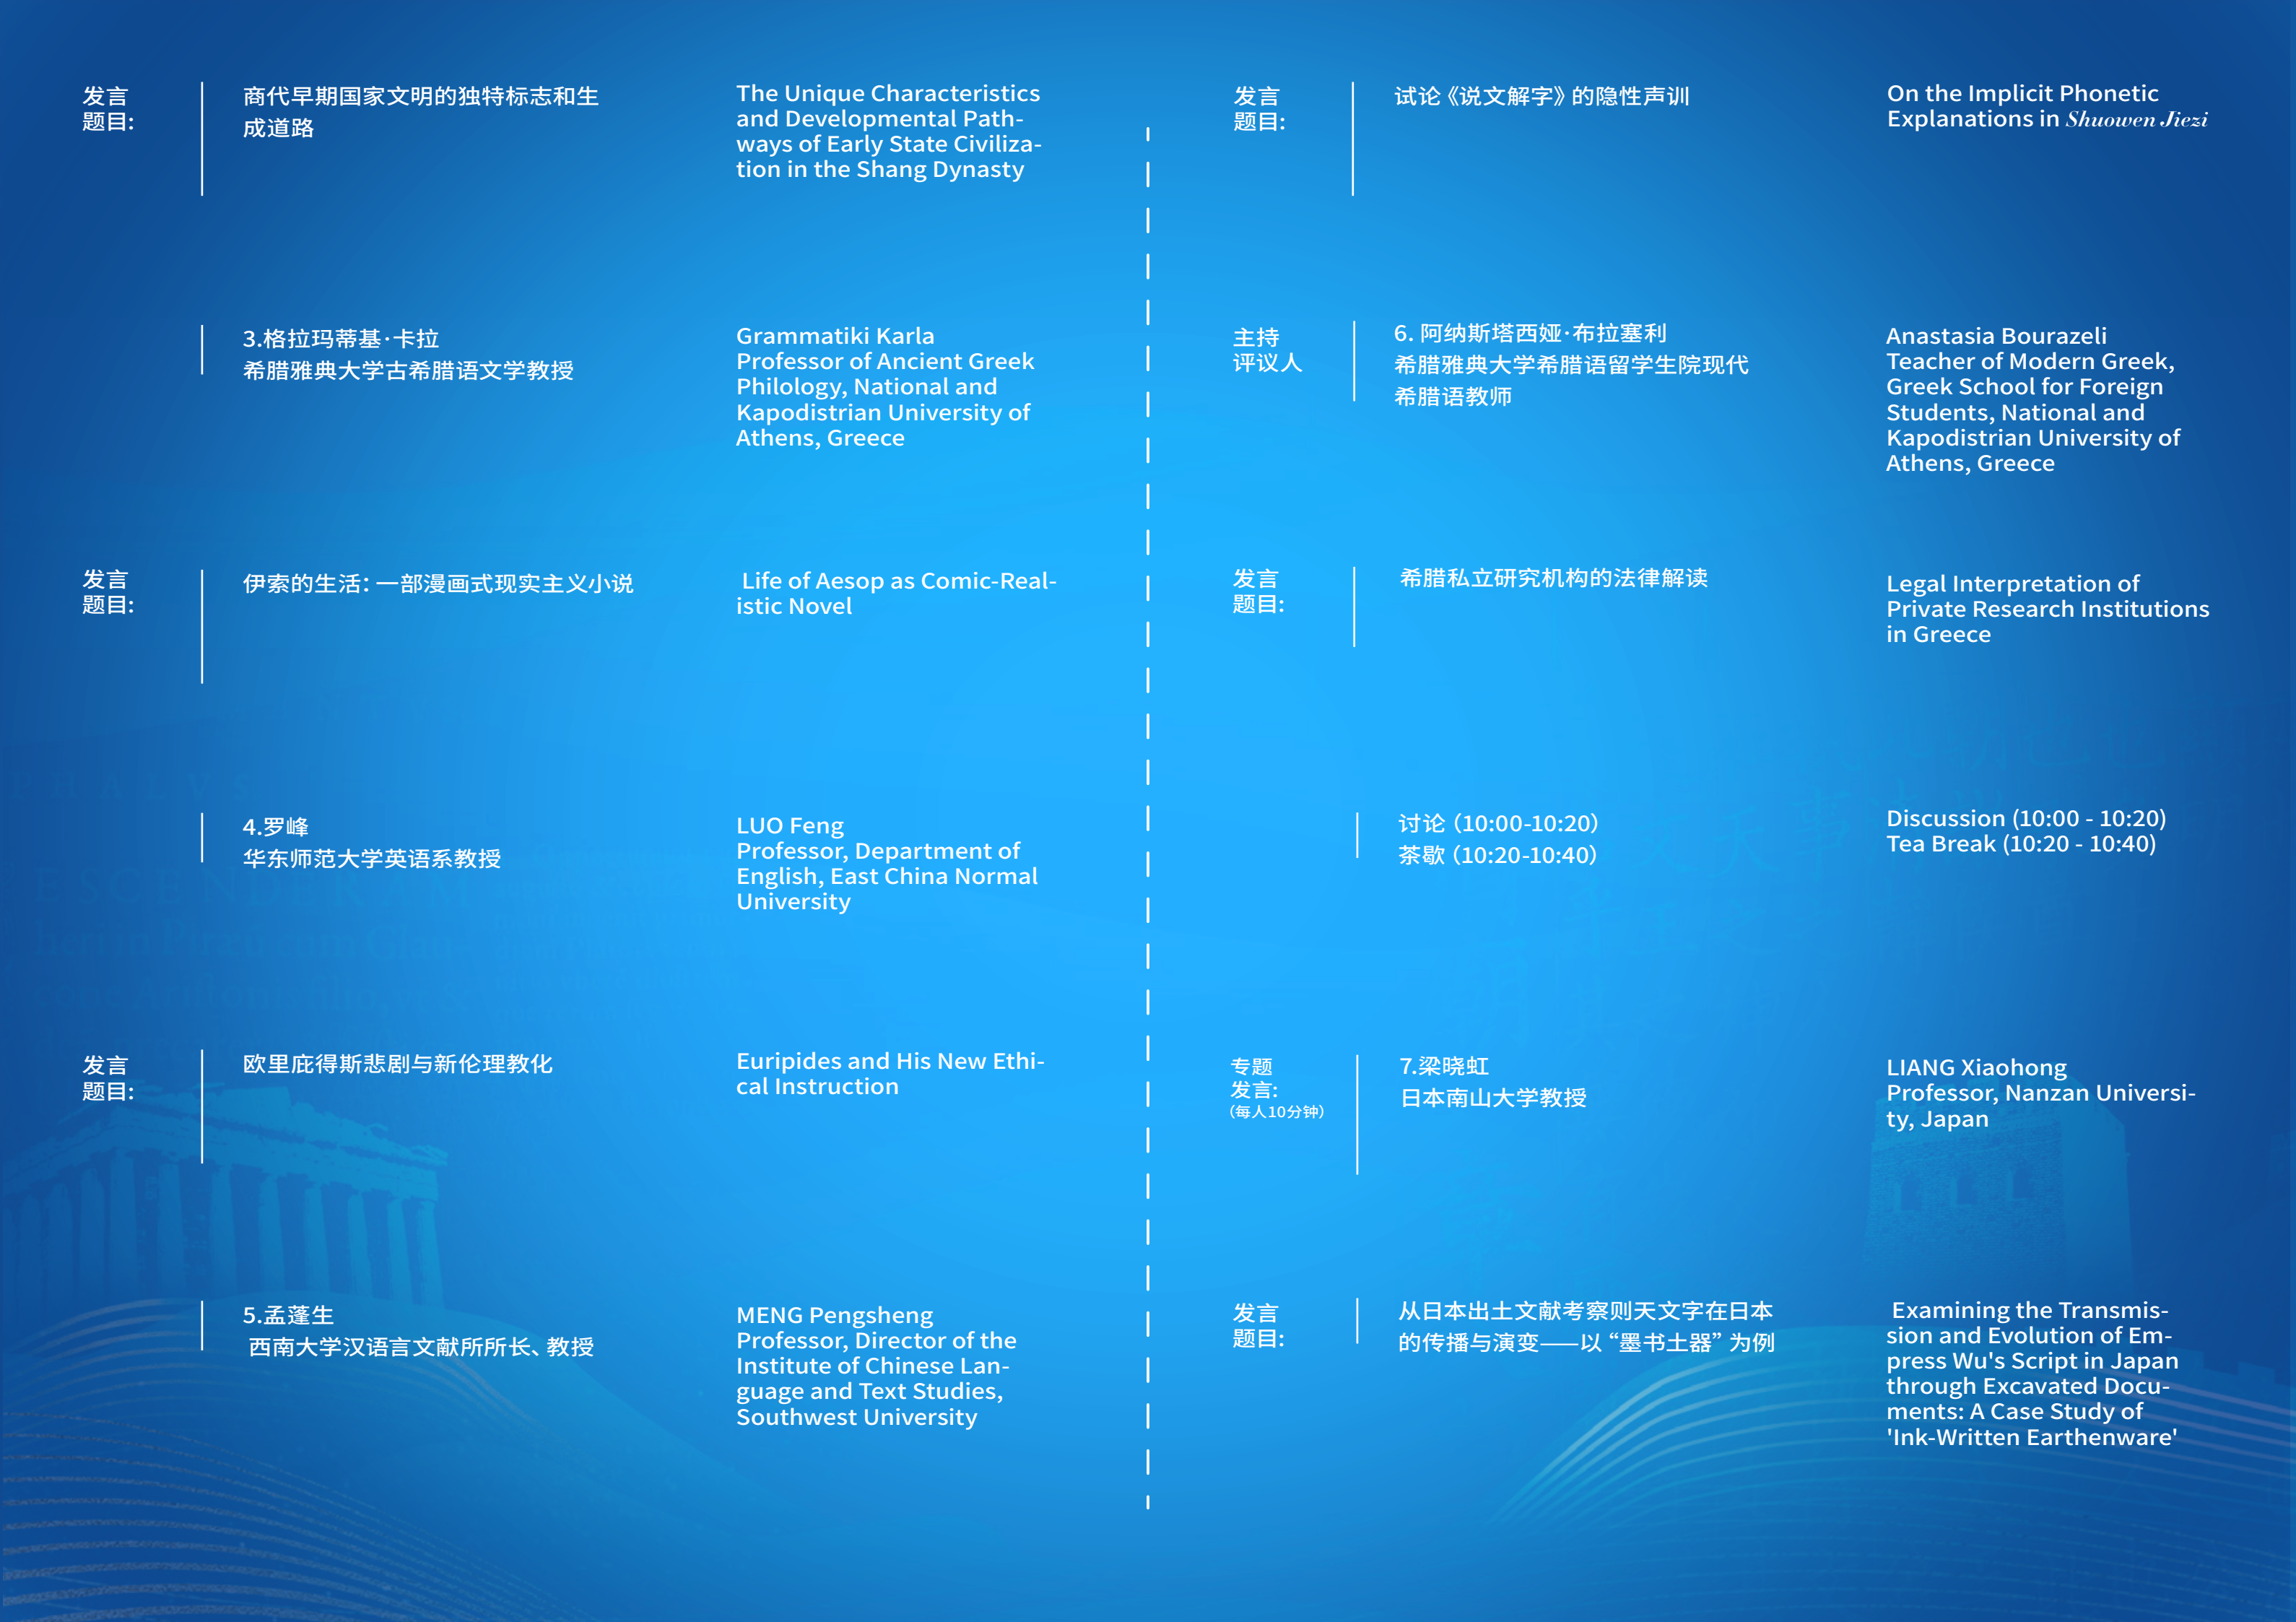 发言
题目:
商代早期国家文明的独特标志和生
成道路
The Unique Characteristics
and Developmental Path-
ways of Early State Civiliza-
tion in the Shang Dynasty
3.格拉玛蒂基·卡拉
希腊雅典大学古希腊语文学教授
Grammatiki Karla
Professor of Ancient Greek
Philology, National and
Kapodistrian University of
Athens, Greece
发言
题目:
伊索的生活：一部漫画式现实主义小说
Life of Aesop as Comic-Real-
istic Novel
4.罗峰
华东师范大学英语系教授
LUO Feng
Professor, Department of
English, East China Normal
University
发言
题目:
欧里庇得斯悲剧与新伦理教化
Euripides and His New Ethi-
cal Instruction
5.孟蓬生
西南大学汉语言文献所所长、教授
MENG Pengsheng
Professor, Director of the
Institute of Chinese Lan-
guage and Text Studies,
Southwest University
发言
题目:
试论《说文解字》的隐性声训
On the Implicit Phonetic
Explanations in Shuowen Jiezi
主持
评议人
6. 阿纳斯塔西娅·布拉塞利
希腊雅典大学希腊语留学生院现代
希腊语教师
Anastasia Bourazeli
Teacher of Modern Greek,
Greek School for Foreign
Students, National and
Kapodistrian University of
Athens, Greece
发言
题目:
希腊私立研究机构的法律解读
Legal Interpretation of
Private Research Institutions
in Greece
讨论（10:00-10:20）
茶歇（10:20-10:40）
Discussion (10:00 - 10:20)
Tea Break (10:20 - 10:40)
专题
发言:
（每人10分钟）
7.梁晓虹
日本南山大学教授
LIANG Xiaohong
Professor, Nanzan Universi-
ty, Japan
发言
题目:
从日本出土文献考察则天文字在日本
的传播与演变——以“墨书土器”为例
Examining the Transmis-
sion and Evolution of Em-
press Wu's Script in Japan
through Excavated Docu-
ments: A Case Study of
'Ink-Written Earthenware'